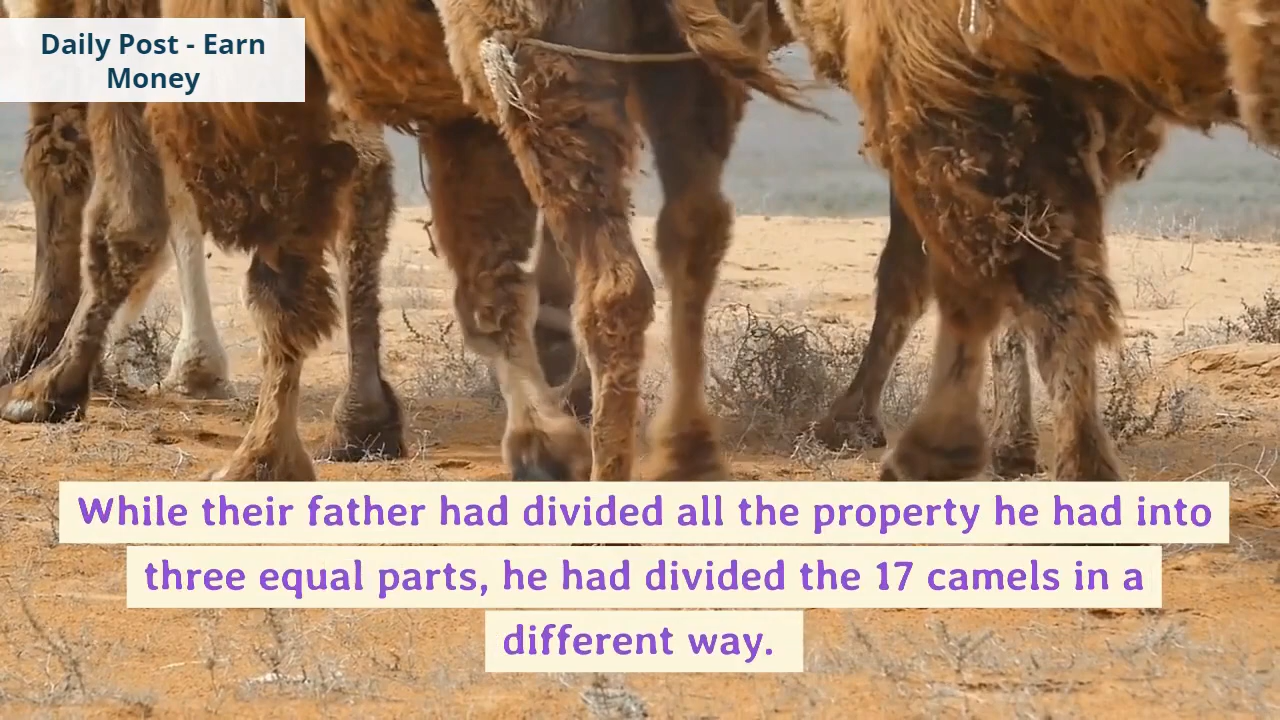 Daily Post - Earn
Money
While their father had divided all the property he had into
three equal parts, he had divided the 17 camels in a
different way.